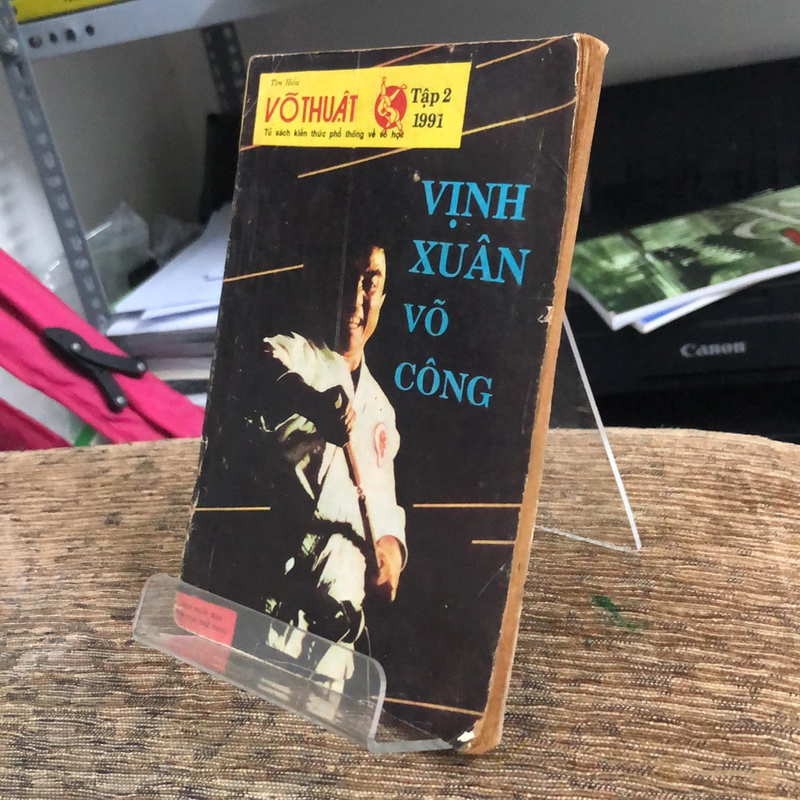 Tìm Hiểu
VÕ THUẬT
Tủ sách kiến thức phổ thông về võ học
Tập 2
1991
VỊNH
XUÂN
VÕ
CÔNG
Canon